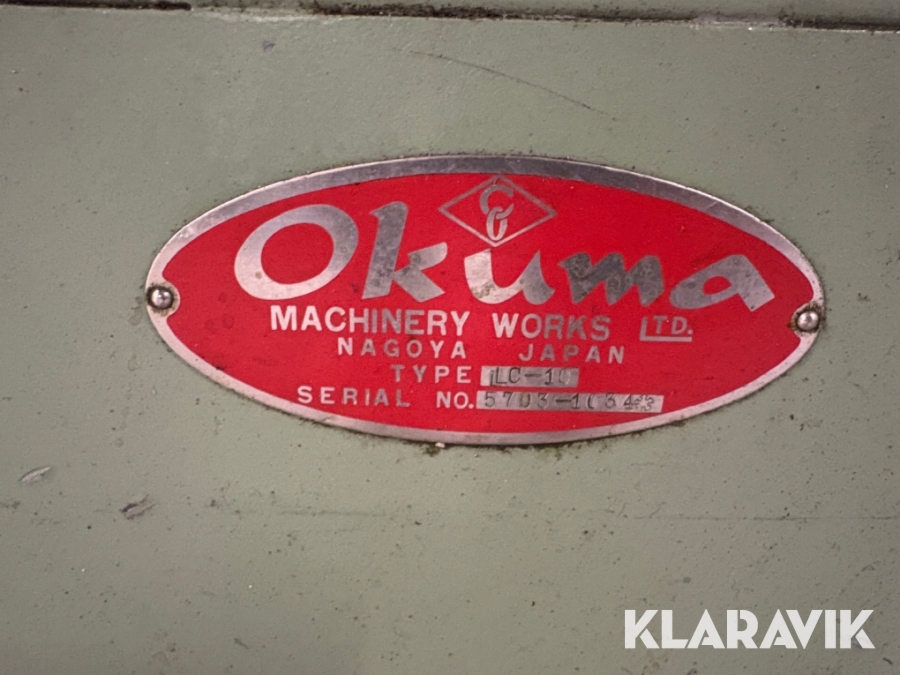 Okuma
MACHINERY WORKS LTD.
NAGOYA JAPAN
TYPE LC-10
SERIAL NO.
KLARAVIK